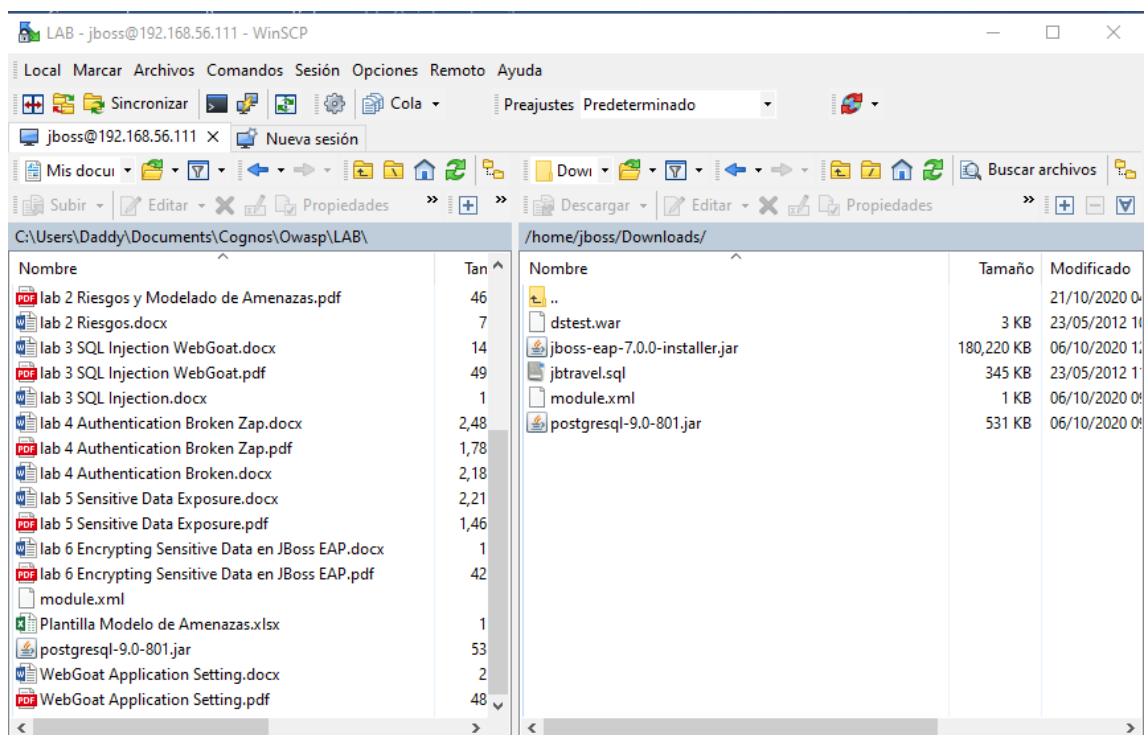 LAB - jboss@192.168.56.111 - WinSCP
Local Marcar Archivos Comandos Sesión Opciones Remoto Ayuda
Sincronizar Cola Preajustes Predeterminado
jboss@192.168.56.111 × Nueva sesión
Mis docui Dowi Buscar archivos
Subir Editar Propiedades » » Descargar Editar Propiedades »
C:\Users\Daddy\Documents\Cognos\Owasp\LAB\ /home/jboss/Downloads/
Nombre Tan Nombre Tamaño Modificado
lab 2 Riesgos y Modelado de Amenazas.pdf 46 .. 21/10/2020 04
lab 2 Riesgos.docx 7 dstest.war 3 KB 23/05/2012 10
lab 3 SQL Injection WebGoat.docx 14 jboss-eap-7.0.0-installer.jar 180,220 KB 06/10/2020 12
lab 3 SQL Injection WebGoat.pdf 49 jbtravel.sql 345 KB 23/05/2012 1
lab 3 SQL Injection.docx 1 module.xml 1 KB 06/10/2020 09
lab 4 Authentication Broken Zap.docx 2,48 postgresql-9.0-801.jar 531 KB 06/10/2020 09
lab 4 Authentication Broken Zap.pdf 1,78
lab 4 Authentication Broken.docx 2,18
lab 5 Sensitive Data Exposure.docx 2,21
lab 5 Sensitive Data Exposure.pdf 1,46
lab 6 Encrypting Sensitive Data en JBoss EAP.docx 1
lab 6 Encrypting Sensitive Data en JBoss EAP.pdf 42
module.xml
Plantilla Modelo de Amenazas.xlsx 1
postgresql-9.0-801.jar 53
WebGoat Application Setting.docx 2
WebGoat Application Setting.pdf 48